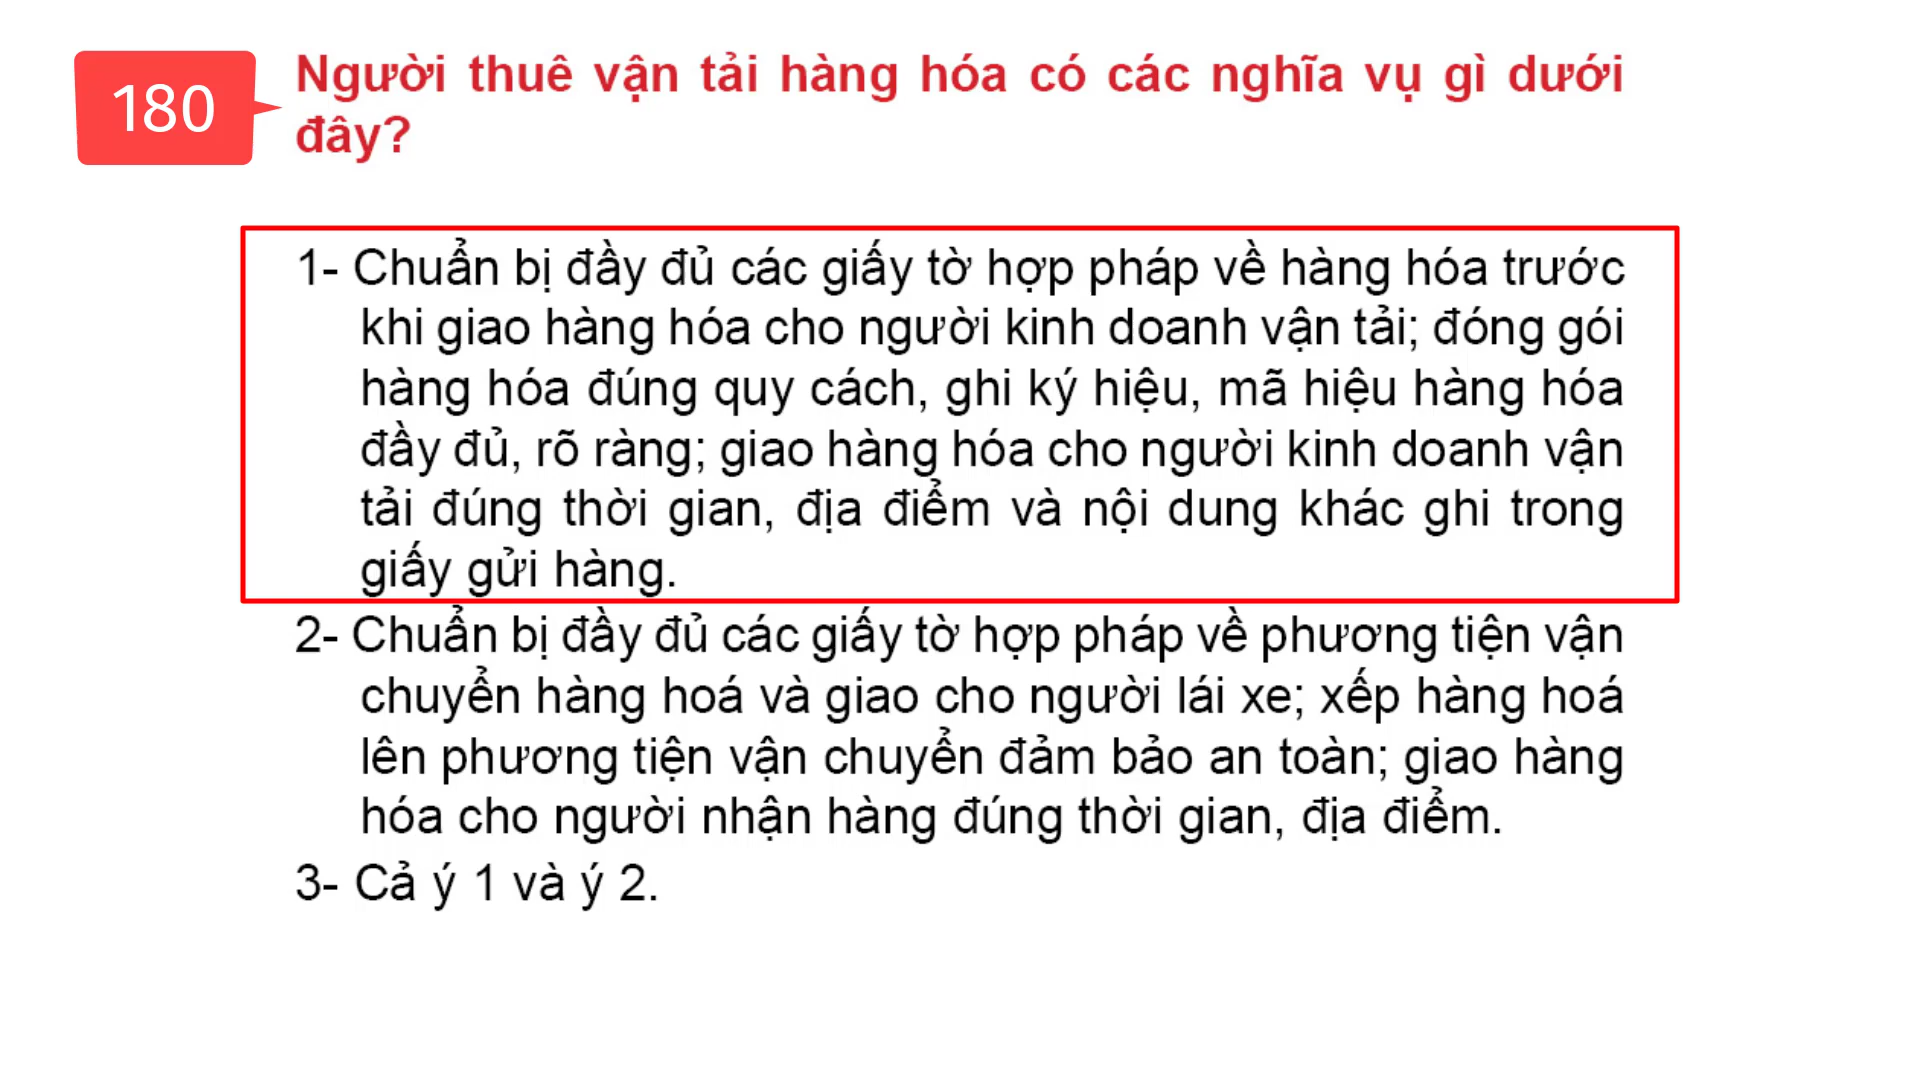 180
Người thuê vận tải hàng hóa có các nghĩa vụ gì dưới
đây?
1- Chuẩn bị đầy đủ các giấy tờ hợp pháp về hàng hóa trước
khi giao hàng hóa cho người kinh doanh vận tải; đóng gói
hàng hóa đúng quy cách, ghi ký hiệu, mã hiệu hàng hóa
đầy đủ, rõ ràng; giao hàng hóa cho người kinh doanh vận
tải đúng thời gian, địa điểm và nội dung khác ghi trong
giấy gửi hàng.
2- Chuẩn bị đầy đủ các giấy tờ hợp pháp về phương tiện vận
chuyển hàng hoá và giao cho người lái xe; xếp hàng hoá
lên phương tiện vận chuyển đảm bảo an toàn; giao hàng
hóa cho người nhận hàng đúng thời gian, địa điểm.
3- Cả ý 1 và ý 2.